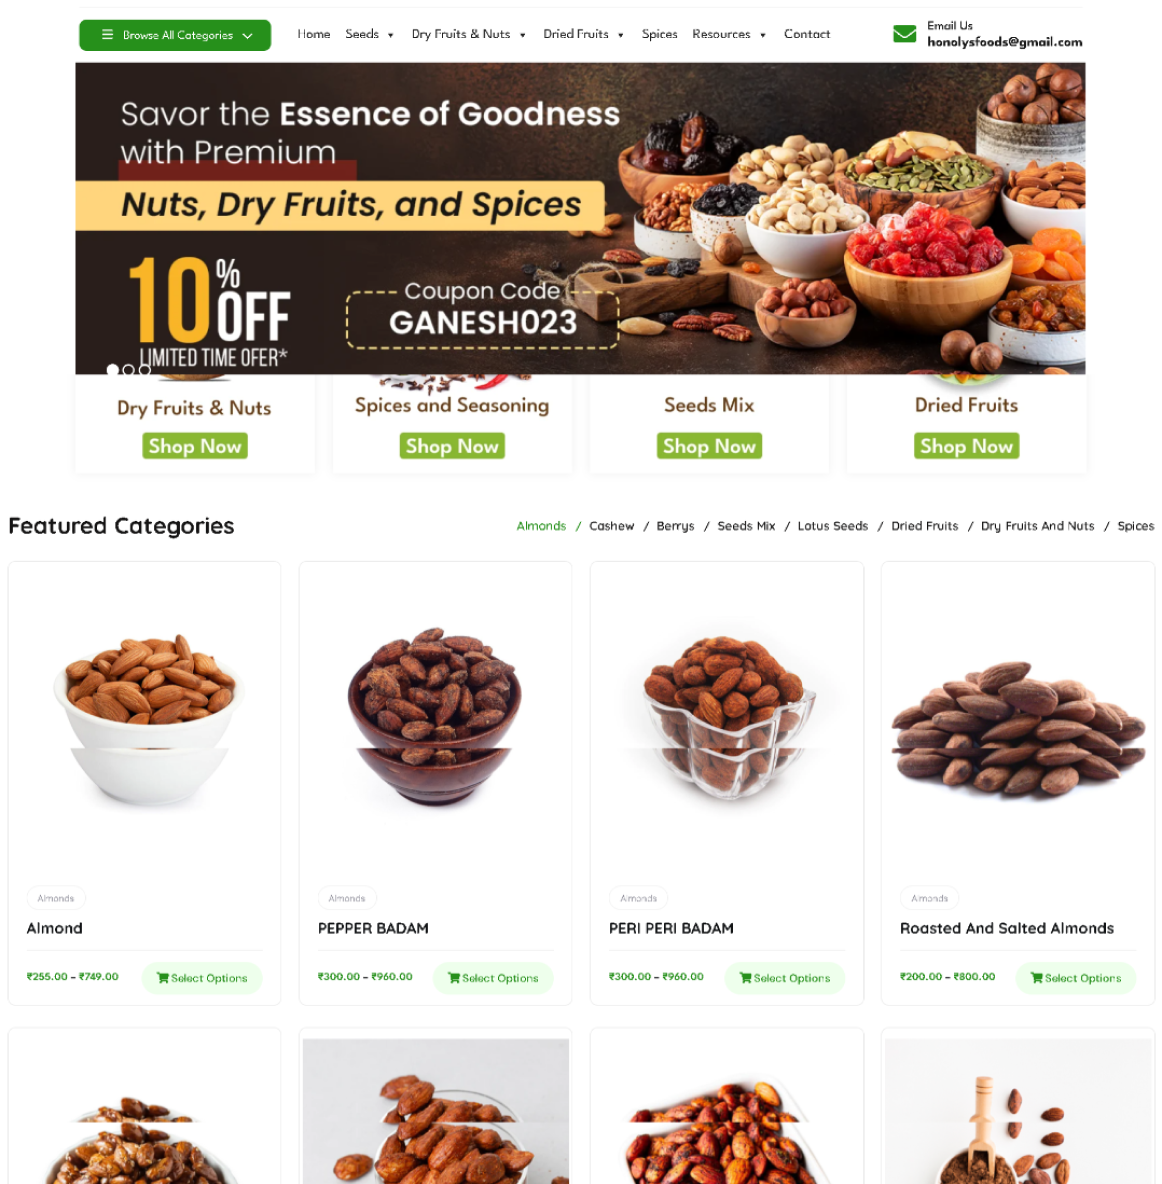 Browse All Categories
Home Seeds Dry Fruits & Nuts Dried Fruits Spices Resources Contact
Email Us
honolysfoods@gmail.com
Savor the Essence of Goodness
with Premium
Nuts, Dry Fruits, and Spices
10% OFF
LIMITED TIME OFER*
Coupon Code
GANESH023
Dry Fruits & Nuts
Shop Now
Spices and Seasoning
Shop Now
Seeds Mix
Shop Now
Dried Fruits
Shop Now
Featured Categories
Almonds / Cashew / Berrys / Seeds Mix / Lotus Seeds / Dried Fruits / Dry Fruits And Nuts / Spices
Almonds
Almond
₹255.00 – ₹749.00
Select Options
Almonds
PEPPER BADAM
₹300.00 – ₹960.00
Select Options
Almonds
PERI PERI BADAM
₹300.00 – ₹960.00
Select Options
Almonds
Roasted And Salted Almonds
₹200.00 – ₹800.00
Select Options